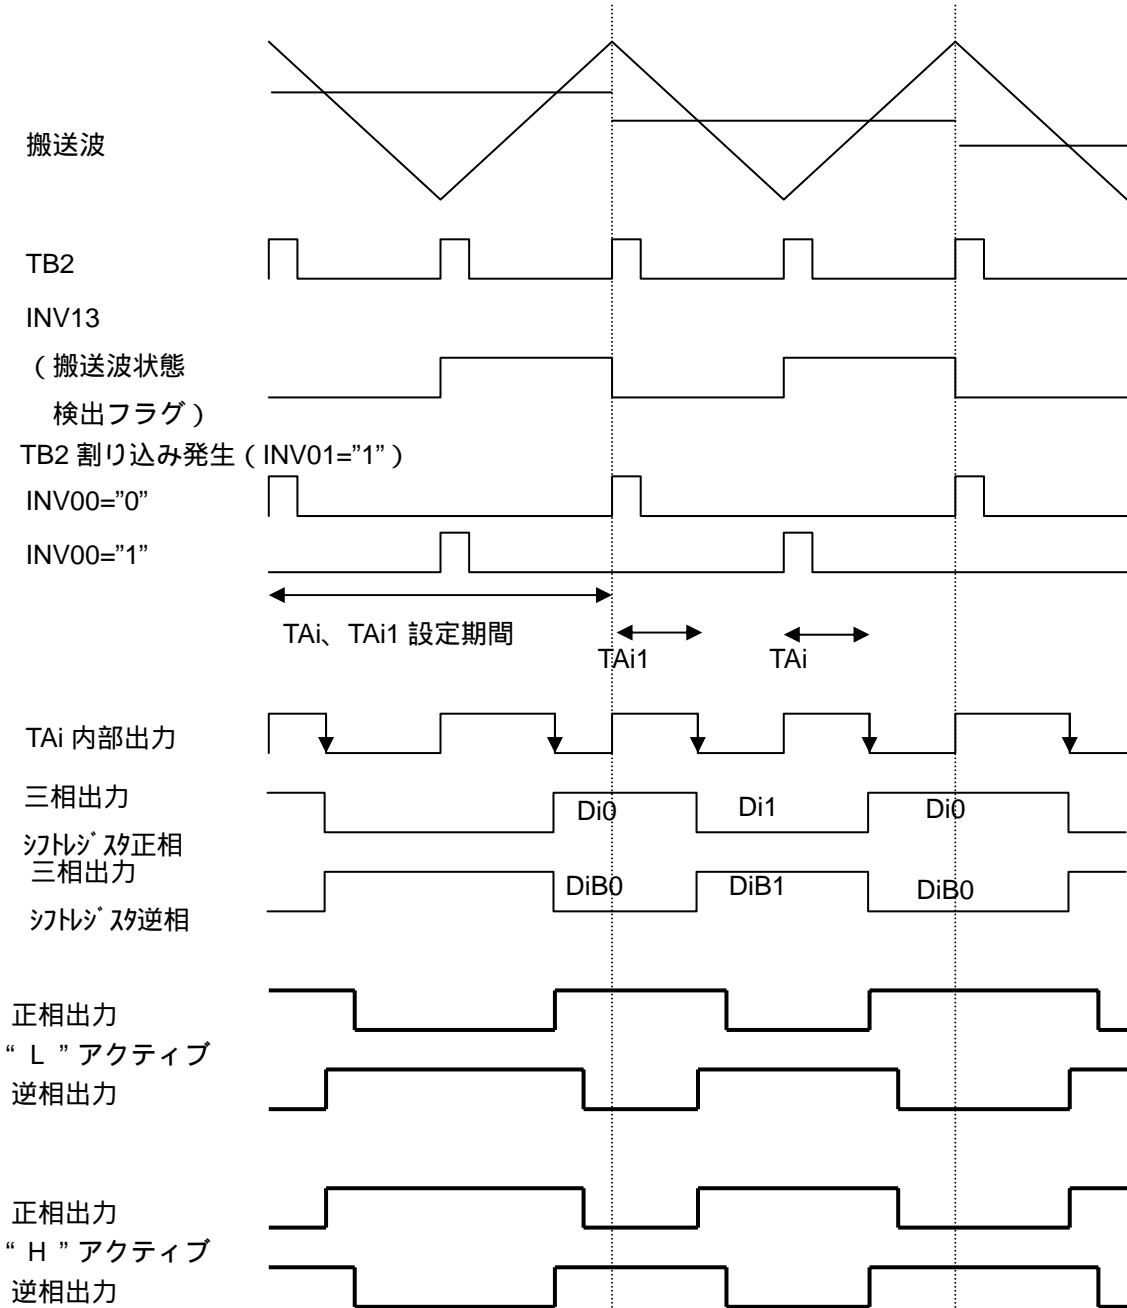 搬送波
TB2
INV13
（搬送波状態
検出フラグ）
TB2 割り込み発生（INV01=”1”）
INV00=”0”
INV00=”1”
TAi、TAi1 設定期間
TAi1
TAi
TAi 内部出力
三相出力
ｼﾌﾄﾚｼﾞｽﾀ正相
Di0
Di1
Di0
三相出力
ｼﾌﾄﾚｼﾞｽﾀ逆相
DiB0
DiB1
DiB0
正相出力
“Ｌ”アクティブ
逆相出力
正相出力
“Ｈ”アクティブ
逆相出力